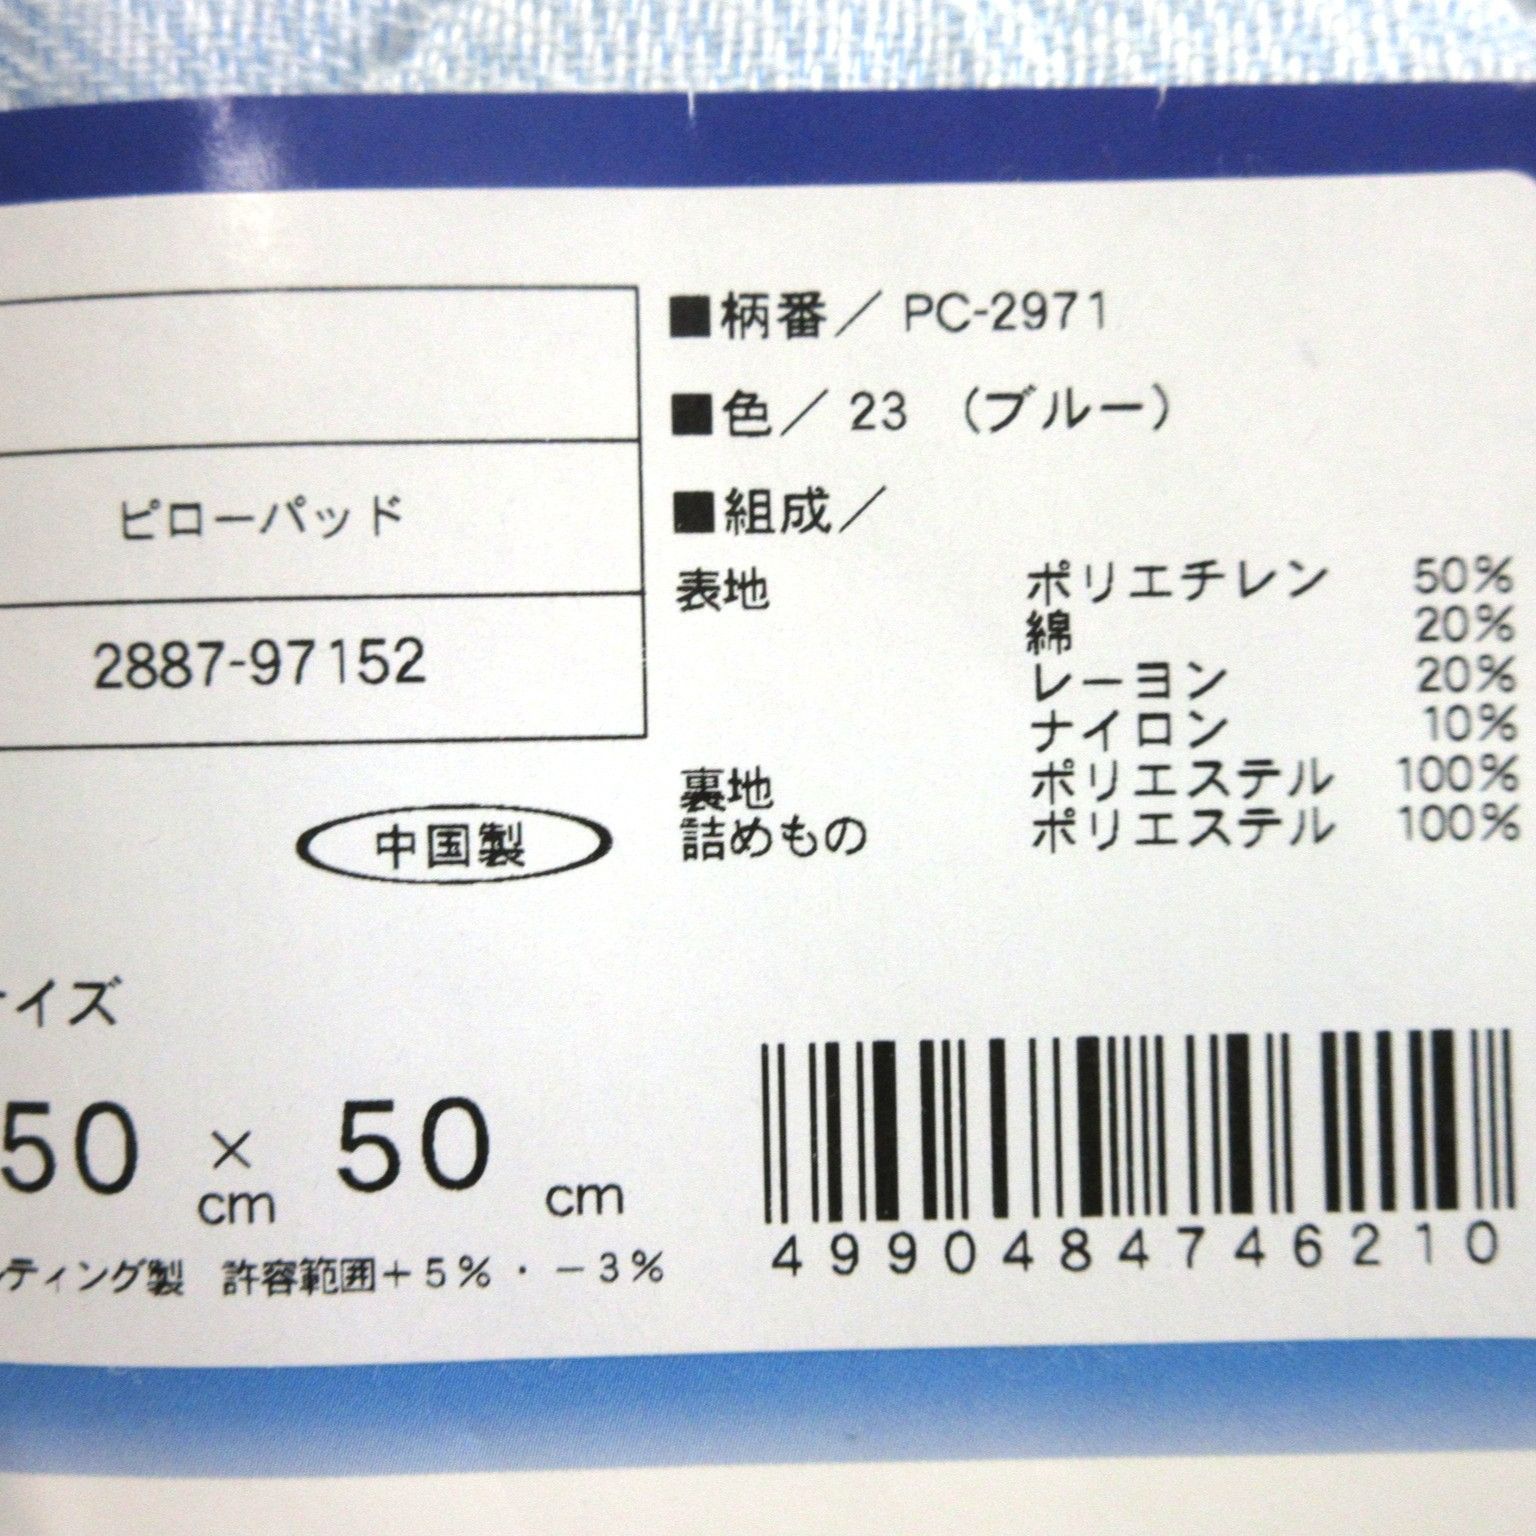 ■柄番／ PC-2971
■色／ 23 （ブルー）
■組成／
表地 ポリエチレン 50%
綿 20%
レーヨン 20%
ナイロン 10%
裏地 ポリエステル 100%
詰めもの ポリエステル 100%
ピローパッド
2887-97152
中国製
イズ
50 cm × 50 cm
ティング製 許容範囲＋５％・－３％
4990484746210